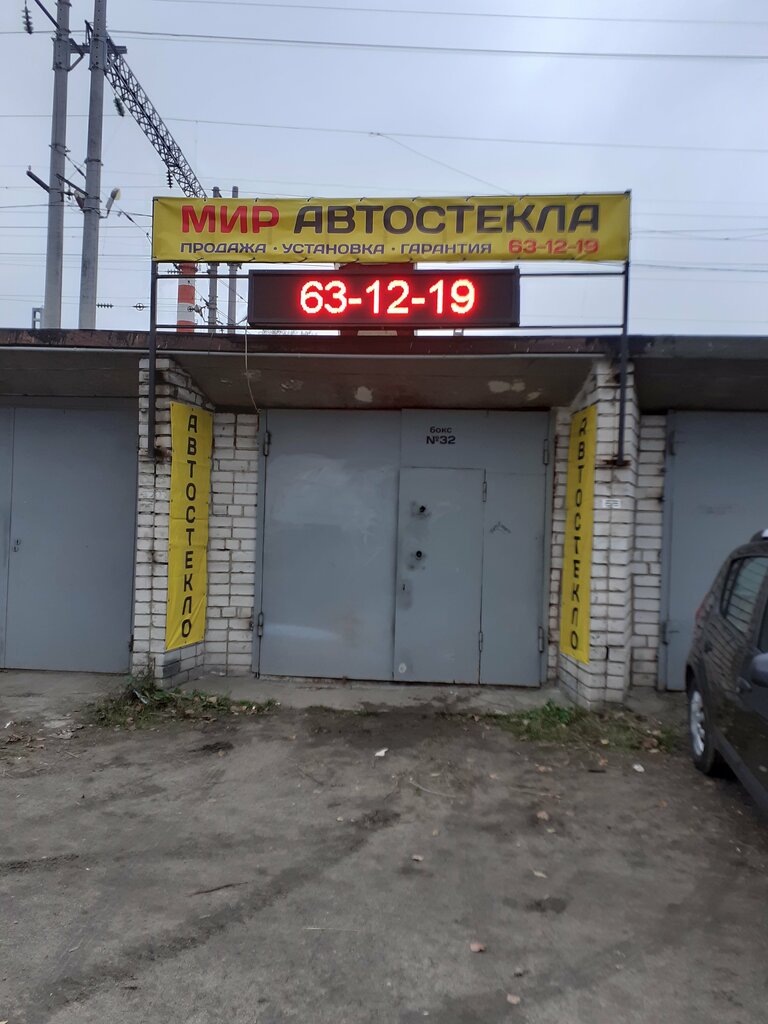 МИР АВТОСТЕКЛА
ПРОДАЖА · УСТАНОВКА · ГАРАНТИЯ 63-12-19
63-12-19
бокс
№32
АВТОСТЕКЛО
АВТОСТЕКЛО